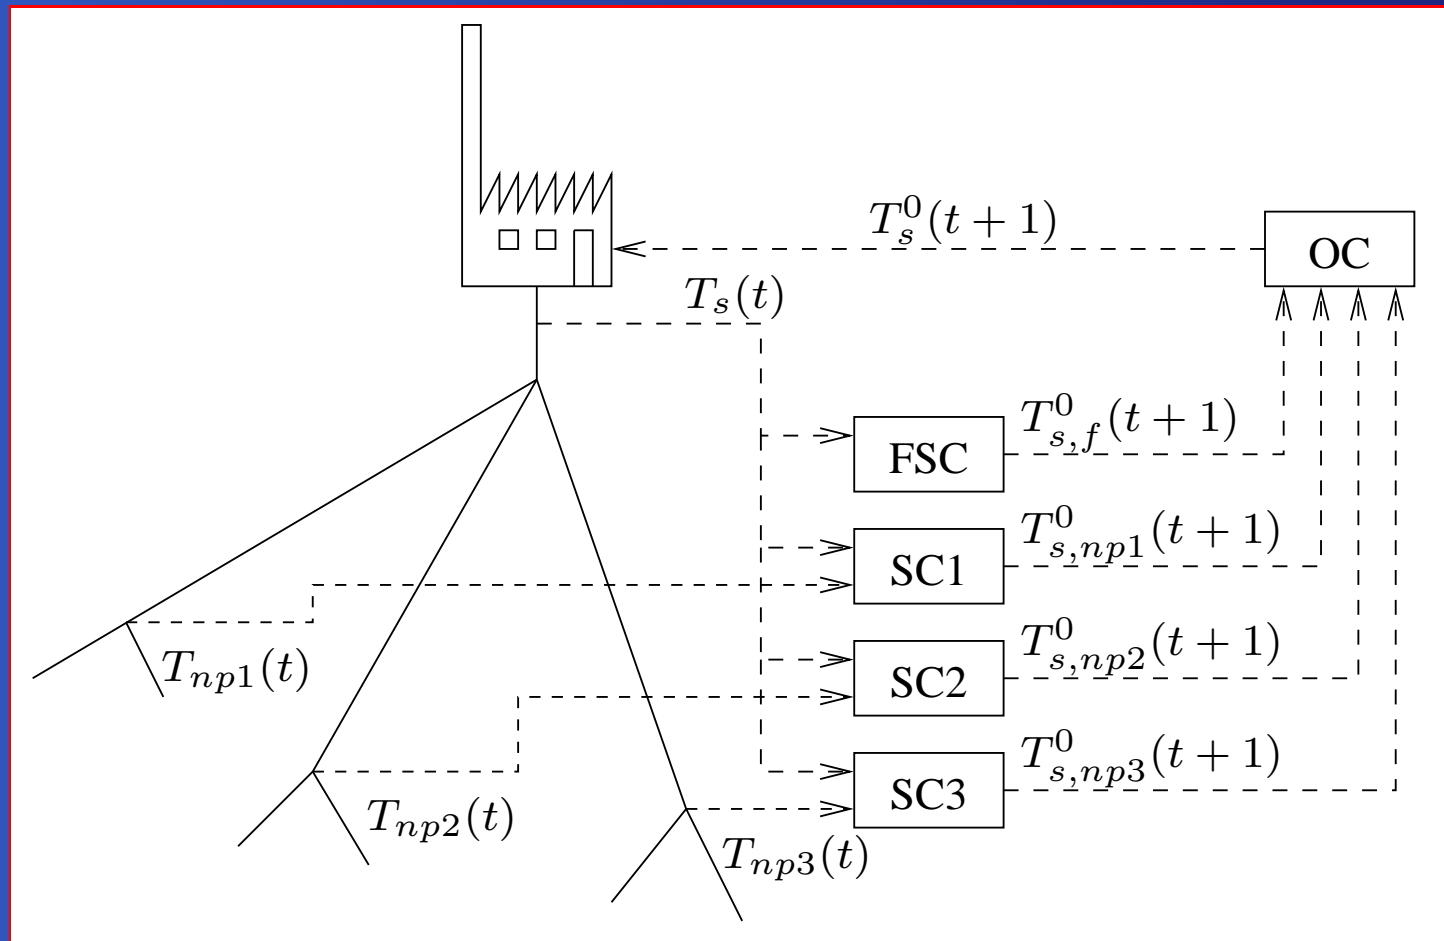 T_s^0(t + 1)
OC
T_s(t)
T_{s,f}^0(t + 1)
FSC
T_{s,np1}^0(t + 1)
SC1
T_{np1}(t)
T_{s,np2}^0(t + 1)
SC2
T_{np2}(t)
T_{s,np3}^0(t + 1)
SC3
T_{np3}(t)